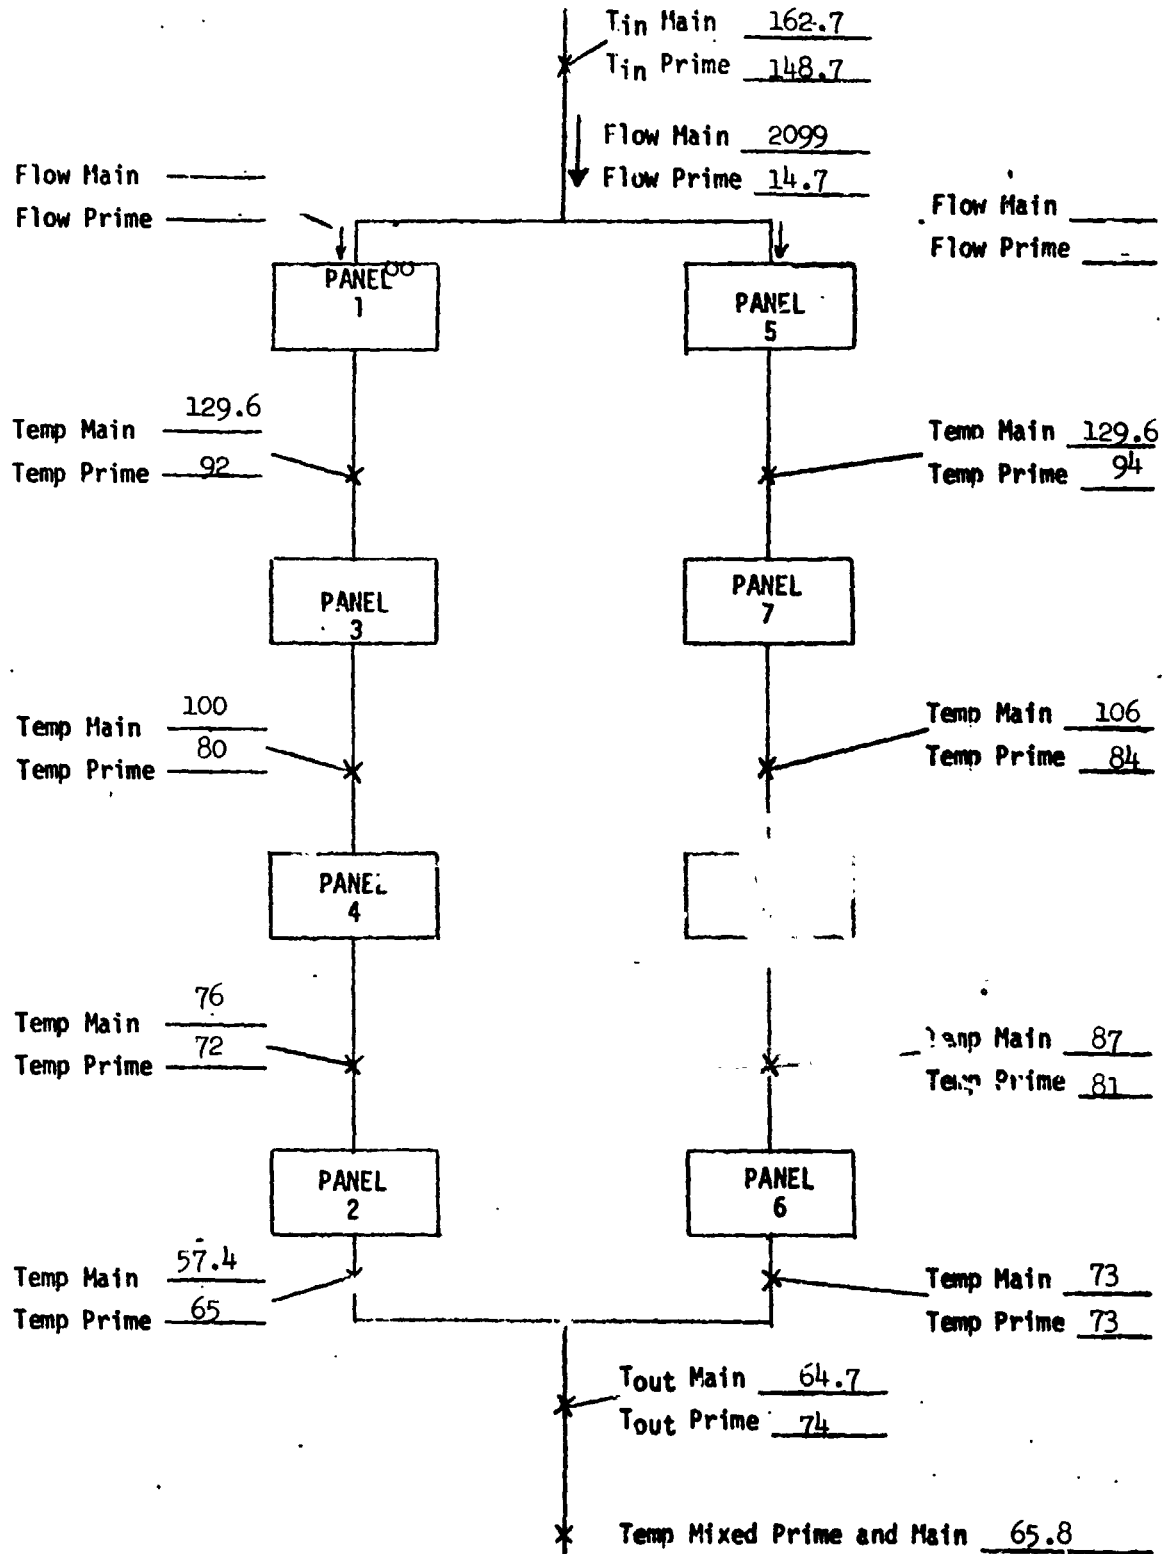 Tin Main 162.7
Tin Prime 148.7
Flow Main 2099
Flow Prime 14.7
Flow Main
Flow Prime
Flow Main
Flow Prime
PANEL
1
PANEL
5
Temp Main 129.6
Temp Prime 92
Temp Main 129.6
Temp Prime 94
PANEL
3
PANEL
7
Temp Main 100
Temp Prime 80
Temp Main 106
Temp Prime 84
PANEL
4
Temp Main 76
Temp Prime 72
Temp Main 87
Temp Prime 81
PANEL
2
PANEL
6
Temp Main 57.4
Temp Prime 65
Temp Main 73
Temp Prime 73
Tout Main 64.7
Tout Prime 74
Temp Mixed Prime and Main 65.8